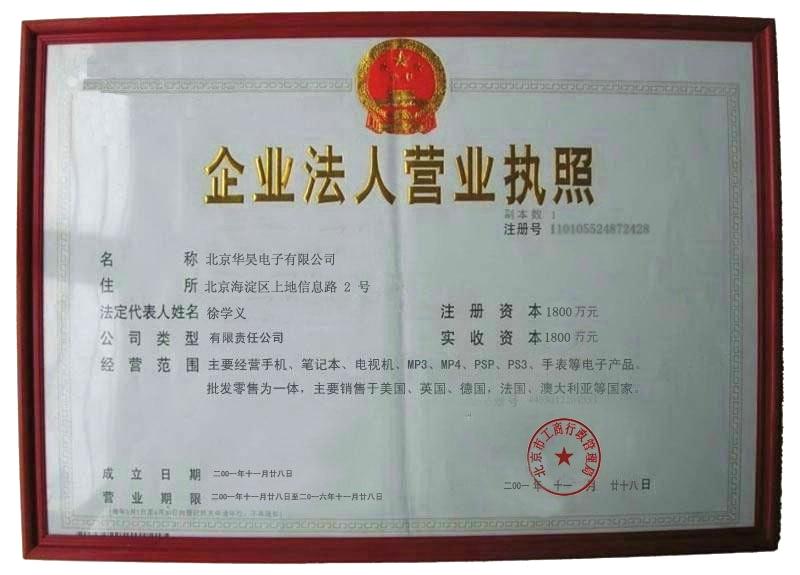 企业法人营业执照
副本数 1
注册号 110105524872428
名 称 北京华昊电子有限公司
住 所 北京海淀区上地信息路 2 号
法定代表人姓名 徐学义 注册资本 1800 万元
公司类型 有限责任公司 实收资本 1800 万元
经营范围 主要经营手机、笔记本、电视机、MP3、MP4、PSP、PS3、手表等电子产品。
批发零售为一体，主要销售于美国、英国、德国，法国、澳大利亚等国家。
北京市工商行政管理局
成立日期 二00一年十一月廿八日
二00一年 十一 月 廿十八日
营业期限 二00一年十一月廿八日至二0一六年十一月廿八日